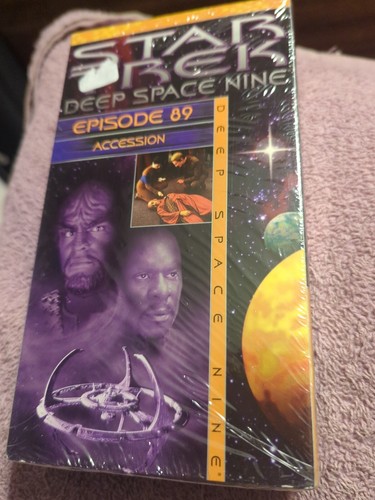 STAR
TREK
DEEP SPACE NINE
EPISODE 89
ACCESSION
DEEP SPACE NINE